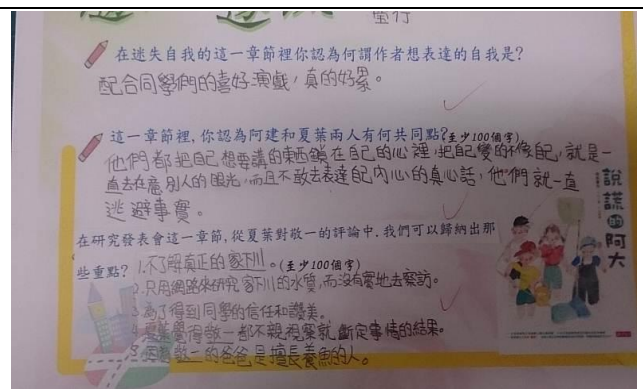 在迷失自我的這一章節裡你認為何謂作者想表達的自我是?
配合同學們的喜好演戲,真的好累。
這一章節裡,你認為阿建和夏葉兩人有何共同點?至少100個字)
他們都把自己想要講的東西鎖在自己的心裡,把自己變的不像自己,就是一
直去在意別人的眼光,而且不敢去表達自己內心的真心話,他們就一直
逃避事實。
在研究發表會這一章節,從夏葉對敬一的評論中,我們可以歸納出那
些重點?(至少100個字)
1.不了解真正的家下川。
2.只用網路來研究家下川的水質,而沒有實地去察訪。
3.為了得到同學的信任和讚美。
4.夏葉覺得敬一都不親視察就斷定事情的結果。
敬一的爸爸是擅長養魚的人。
說謊的阿大